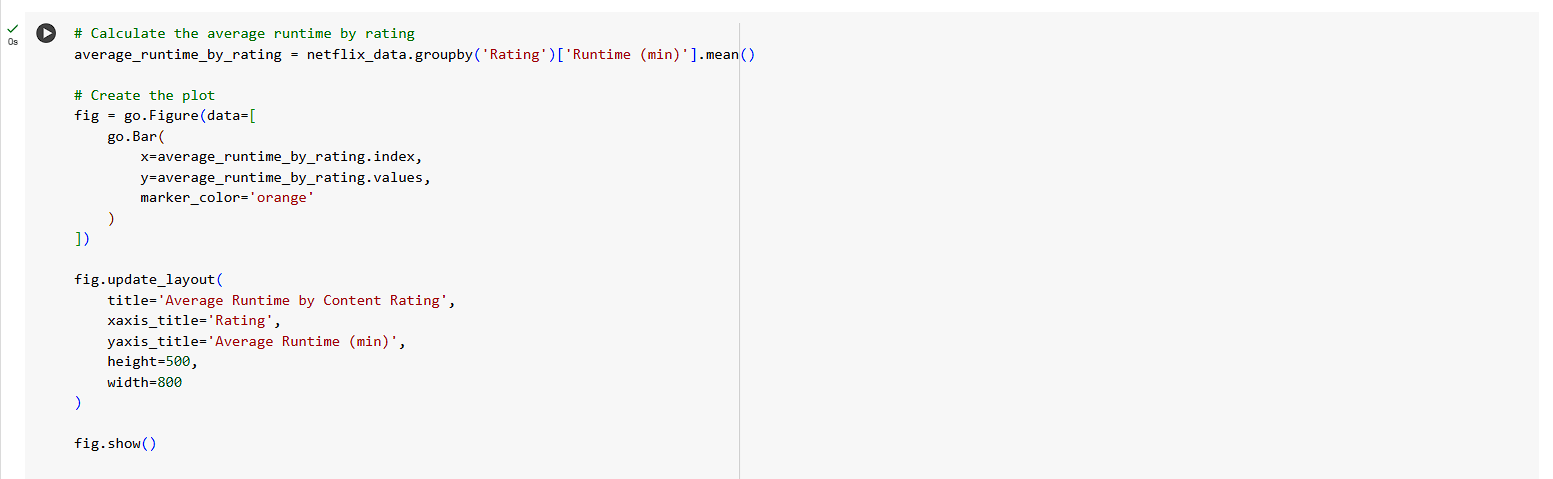 # Calculate the average runtime by rating
0s
average_runtime_by_rating = netflix_data.groupby('Rating')['Runtime (min)'].mean()

# Create the plot
fig = go.Figure(data=[
    go.Bar(
        x=average_runtime_by_rating.index,
        y=average_runtime_by_rating.values,
        marker_color='orange'
    )
])

fig.update_layout(
    title='Average Runtime by Content Rating',
    xaxis_title='Rating',
    yaxis_title='Average Runtime (min)',
    height=500,
    width=800
)

fig.show()